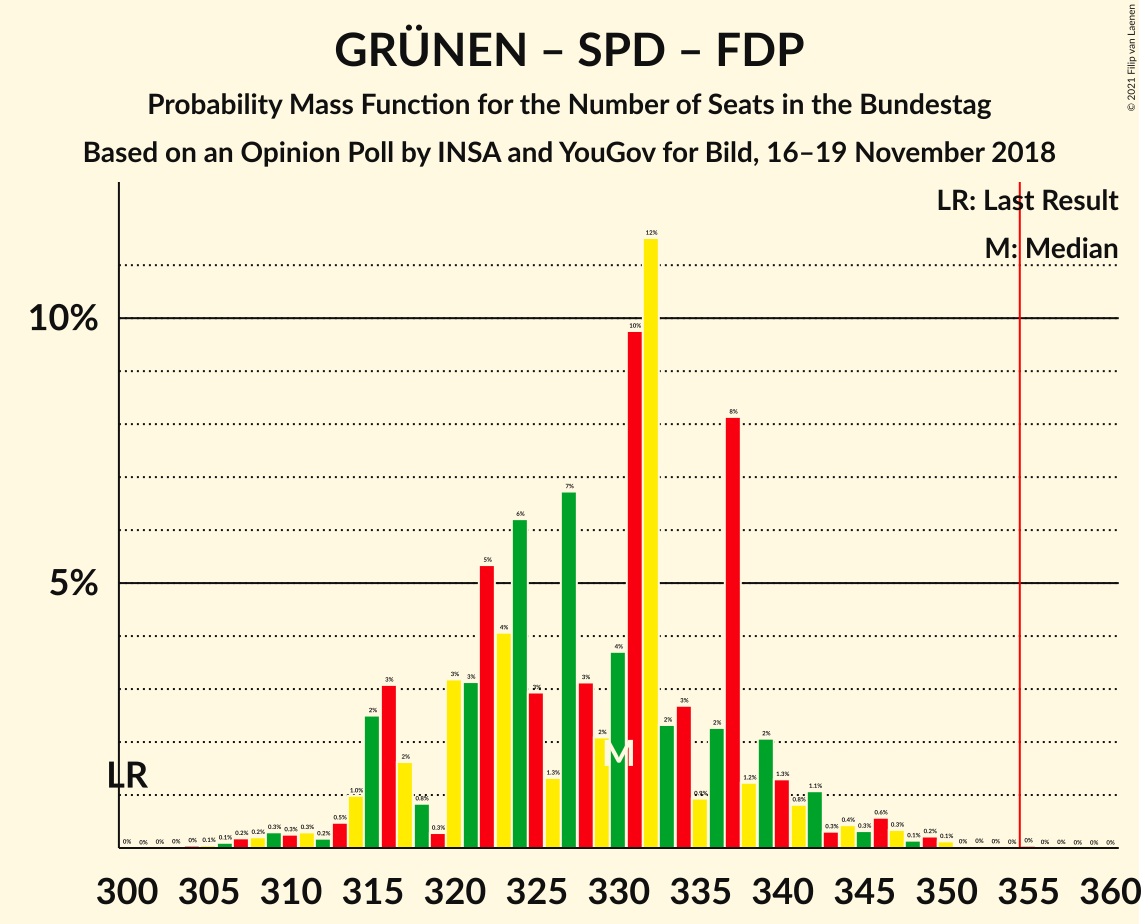 GRÜNEN – SPD – FDP
Probability Mass Function for the Number of Seats in the Bundestag
Based on an Opinion Poll by INSA and YouGov for Bild, 16–19 November 2018
© 2021 Filip van Laenen
LR: Last Result
M: Median
10%
5%
LR
M
0% 0% 0% 0% 0% 0.1% 0.1% 0.2% 0.2% 0.3% 0.3% 0.3% 0.2% 0.5% 1.0% 2% 3% 2% 0.8% 0.3% 3% 3% 5% 4% 6% 3% 1.3% 7% 3% 2% 4% 10% 12% 2% 3% 0.9% 2% 8% 1.2% 2% 1.3% 0.8% 1.1% 0.3% 0.4% 0.3% 0.6% 0.3% 0.1% 0.2% 0.1% 0% 0% 0% 0% 0% 0% 0% 0% 0% 0%
300 305 310 315 320 325 330 335 340 345 350 355 360